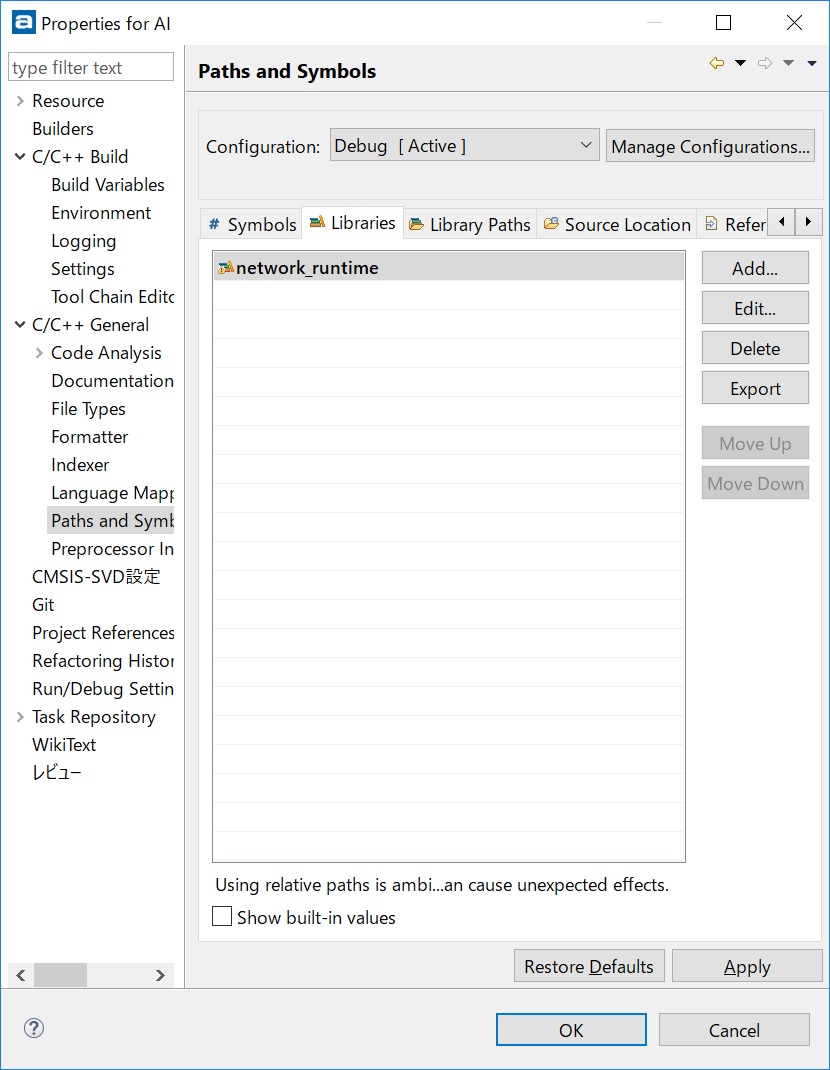 Properties for AI
type filter text
Resource
Builders
C/C++ Build
Build Variables
Environment
Logging
Settings
Tool Chain Edito
C/C++ General
Code Analysis
Documentation
File Types
Formatter
Indexer
Language Mapp
Paths and Symb
Preprocessor In
CMSIS-SVD設定
Git
Project References
Refactoring Histor
Run/Debug Settin
Task Repository
WikiText
レビュー
Paths and Symbols
Configuration: Debug [ Active ] Manage Configurations...
# Symbols Libraries Library Paths Source Location Refer
network_runtime
Add...
Edit...
Delete
Export
Move Up
Move Down
Using relative paths is ambi...an cause unexpected effects.
Show built-in values
Restore Defaults Apply
OK Cancel